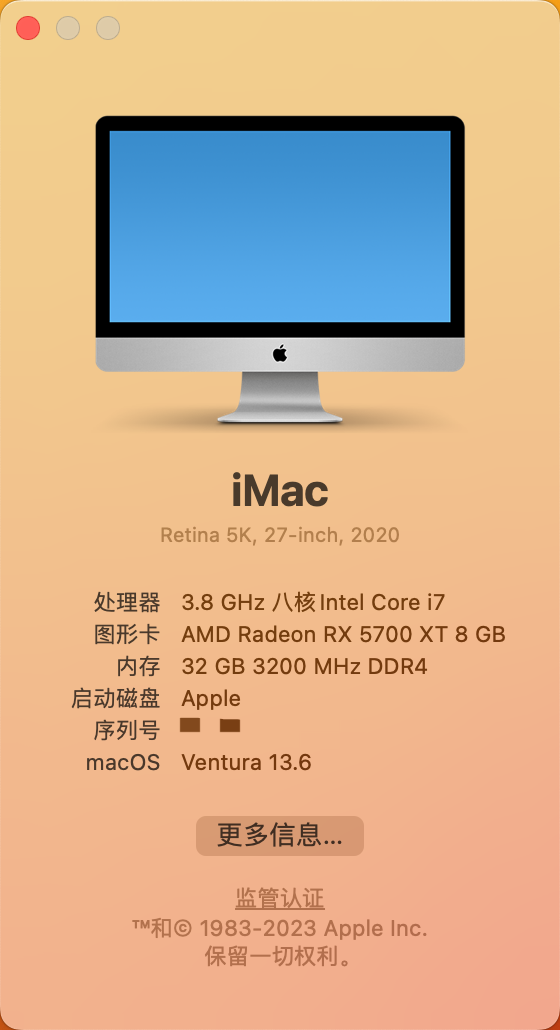 iMac
Retina 5K, 27-inch, 2020
处理器 3.8 GHz 八核Intel Core i7
图形卡 AMD Radeon RX 5700 XT 8 GB
内存 32 GB 3200 MHz DDR4
启动磁盘 Apple
序列号
macOS Ventura 13.6
更多信息...
监管认证
™和© 1983-2023 Apple Inc.
保留一切权利。